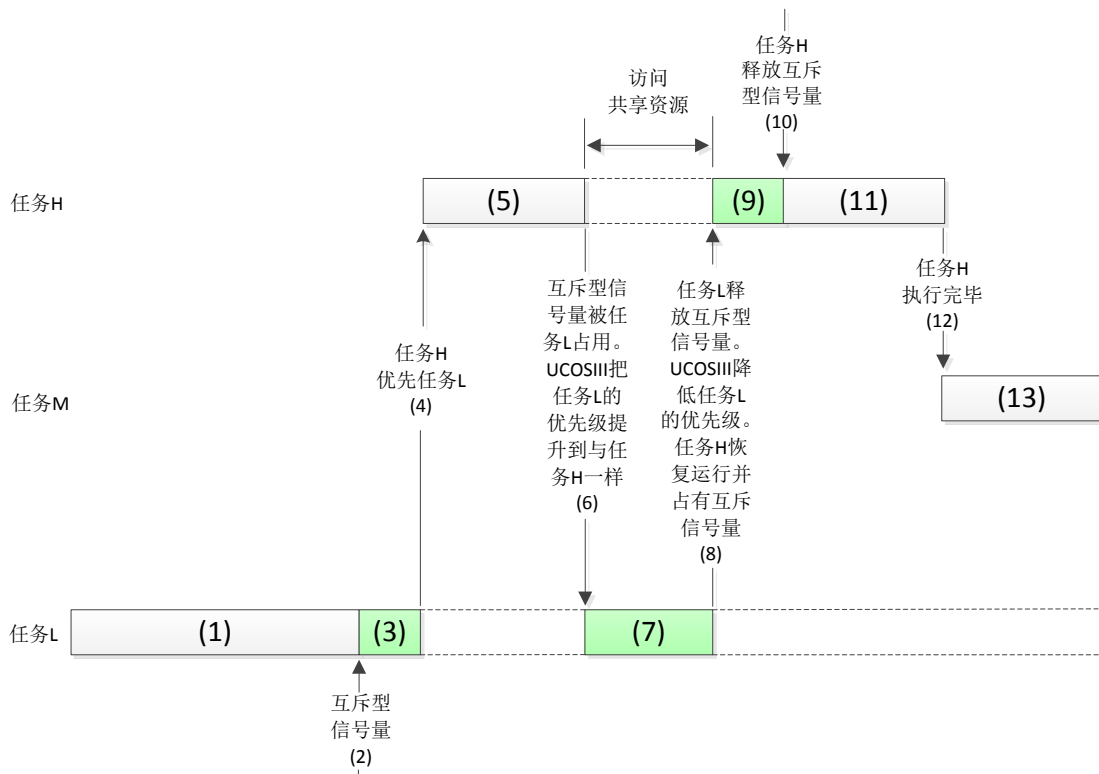 任务H
释放互斥
型信号量
(10)
访问
共享资源
任务H
(5)
(9)
(11)
任务H
执行完毕
(12)
互斥型信
号量被任
务L占用。
UCOSIII把
任务L的
优先级提
升到与任
务H一样
(6)
任务L释
放互斥型
信号量。
UCOSIII降
低任务L
的优先级。
任务H恢
复运行并
占有互斥
信号量
(8)
任务H
优先任务L
(4)
任务M
(13)
任务L
(1)
(3)
(7)
互斥型
信号量
(2)